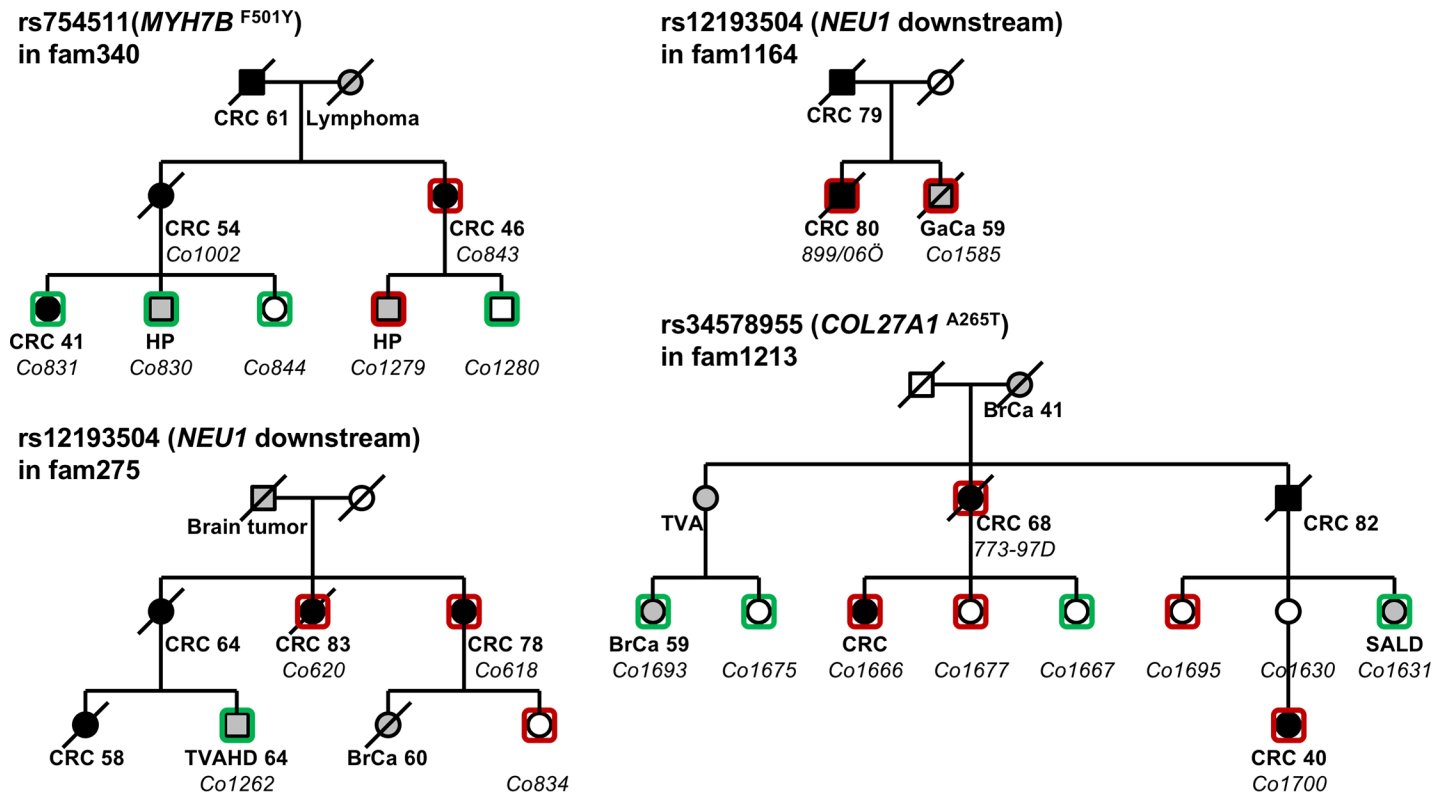 rs754511(MYH7B F501Y)
in fam340
CRC 61 Lymphoma
CRC 54 CRC 46
Co1002 Co843
CRC 41 HP HP
Co831 Co830 Co844 Co1279 Co1280
rs12193504 (NEU1 downstream)
in fam275
Brain tumor
CRC 64 CRC 83 CRC 78
Co620 Co618
CRC 58 TVAHD 64 BrCa 60
Co1262 Co834
rs12193504 (NEU1 downstream)
in fam1164
CRC 79
CRC 80 GaCa 59
899/06Ö Co1585
rs34578955 (COL27A1 A265T)
in fam1213
BrCa 41
TVA CRC 68 CRC 82
773-97D
BrCa 59 CRC SALD
Co1693 Co1675 Co1666 Co1677 Co1667 Co1695 Co1630 Co1631
CRC 40
Co1700